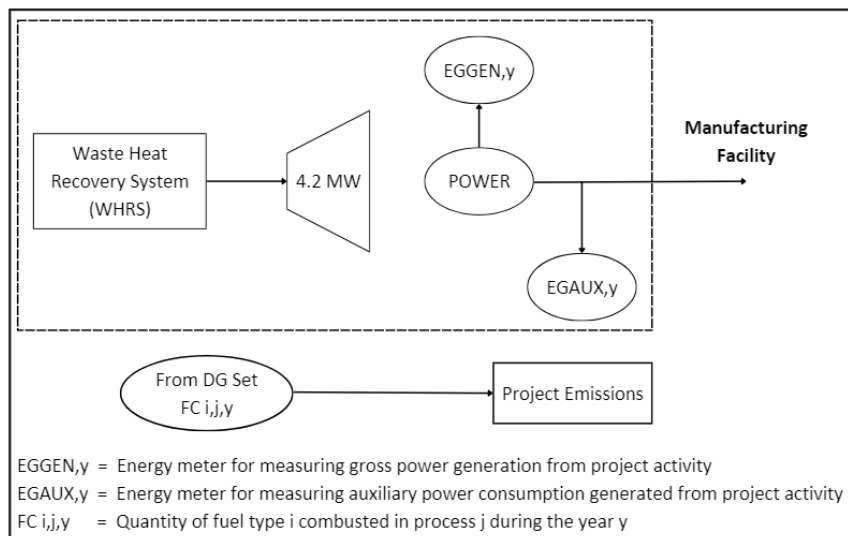 EGGEN,y
Manufacturing
Facility
Waste Heat
Recovery System
(WHRS)
4.2 MW
POWER
EGAUX,y
From DG Set
FC i,j,y
Project Emissions
EGGEN,y = Energy meter for measuring gross power generation from project activity
EGAUX,y = Energy meter for measuring auxiliary power consumption generated from project activity
FC i,j,y = Quantity of fuel type i combusted in process j during the year y